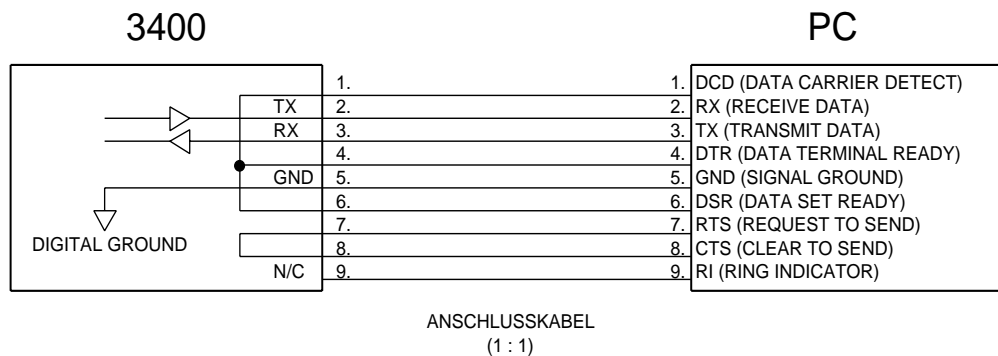 3400 PC
1. 1. DCD (DATA CARRIER DETECT)
TX 2. 2. RX (RECEIVE DATA)
RX 3. 3. TX (TRANSMIT DATA)
4. 4. DTR (DATA TERMINAL READY)
GND 5. 5. GND (SIGNAL GROUND)
6. 6. DSR (DATA SET READY)
7. 7. RTS (REQUEST TO SEND)
DIGITAL GROUND 8. 8. CTS (CLEAR TO SEND)
N/C 9. 9. RI (RING INDICATOR)
ANSCHLUSSKABEL
(1 : 1)